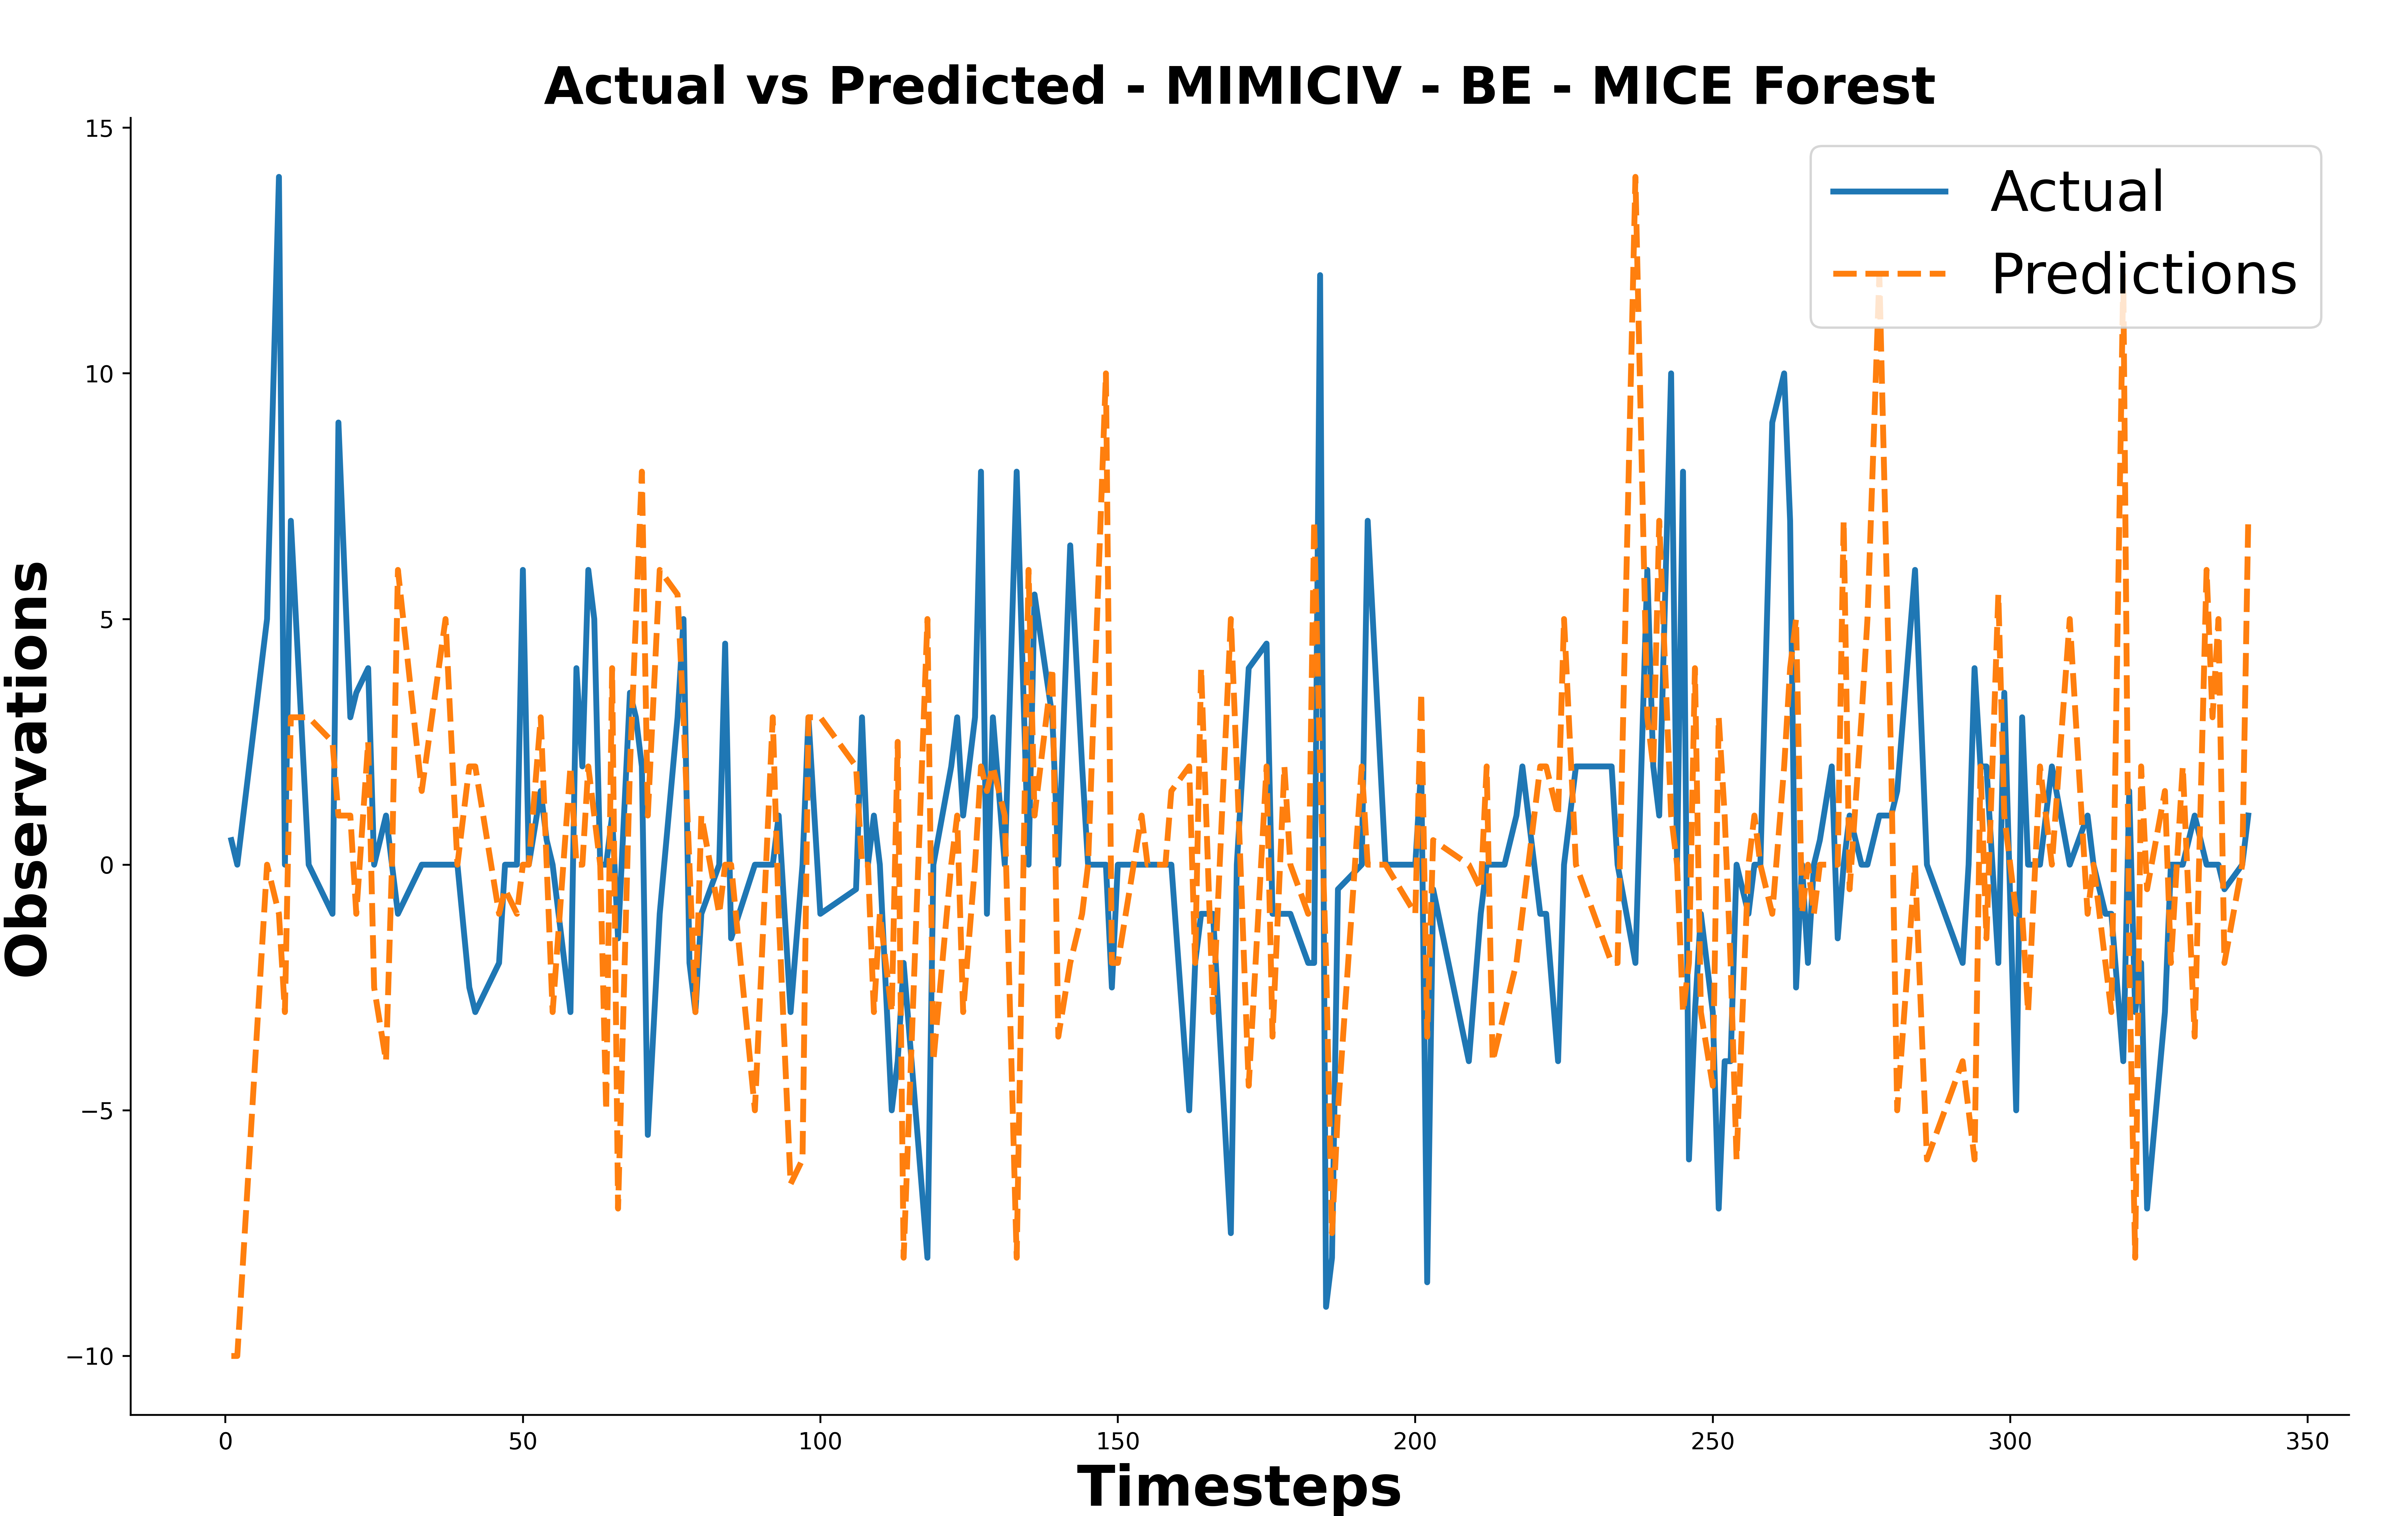 Actual vs Predicted - MIMICIV - BE - MICE Forest
15
10
5
0
−5
−10
Observations
Actual
Predictions
0 50 100 150 200 250 300 350
Timesteps